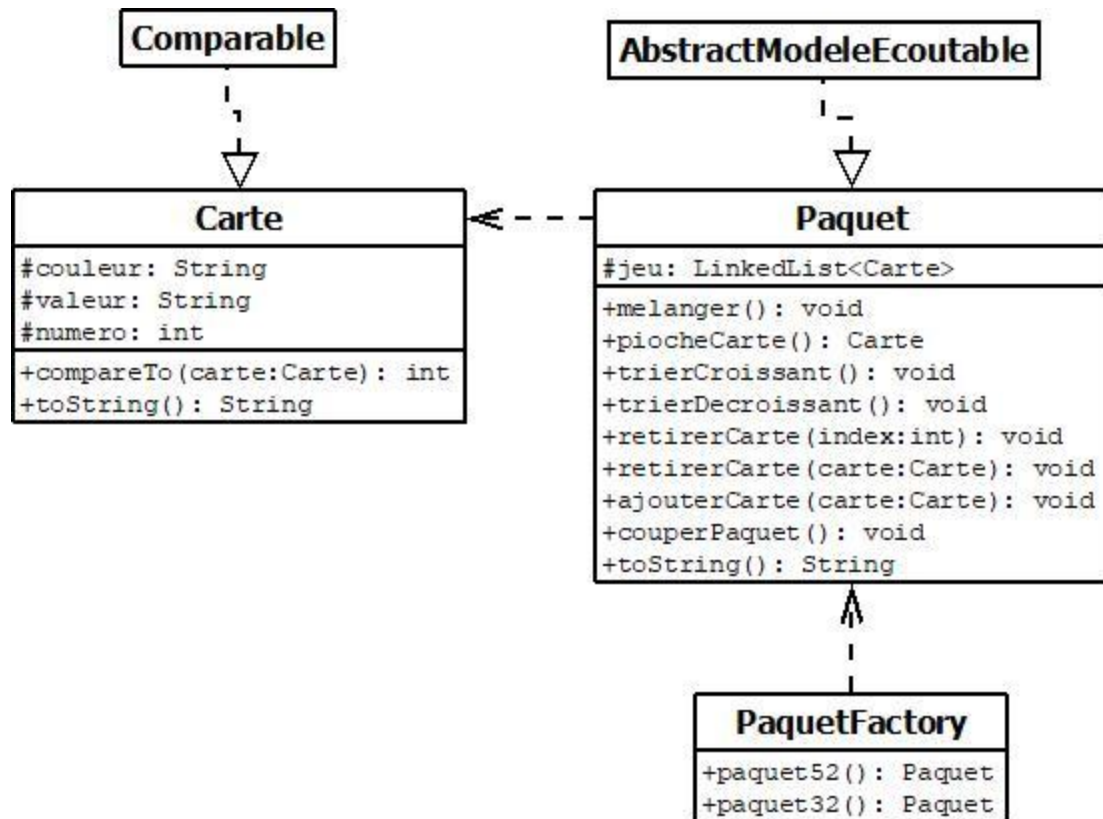 Comparable
AbstractModeleEcoutable
Carte
#couleur: String
#valeur: String
#numero: int
+compareTo(carte:Carte): int
+toString(): String
Paquet
#jeu: LinkedList<Carte>
+melanger(): void
+piocheCarte(): Carte
+trierCroissant(): void
+trierDecroissant(): void
+retirerCarte(index:int): void
+retirerCarte(carte:Carte): void
+ajouterCarte(carte:Carte): void
+couperPaquet(): void
+toString(): String
PaquetFactory
+paquet52(): Paquet
+paquet32(): Paquet